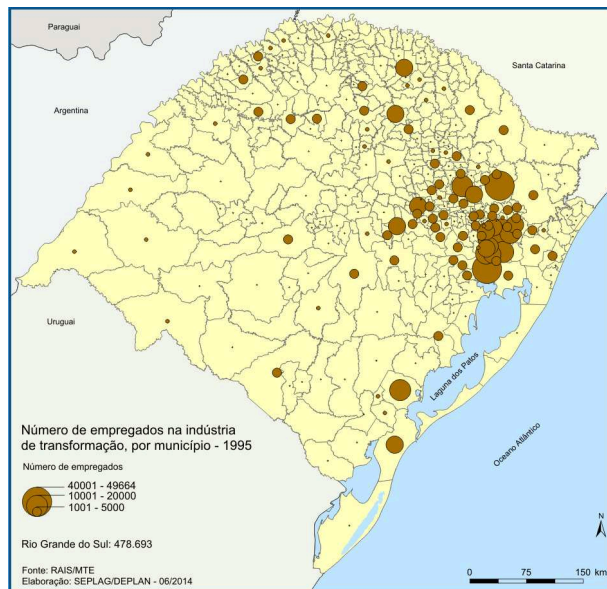 Paraguai
Santa Catarina
Argentina
Uruguai
Laguna dos Patos
Oceano Atlântico
Número de empregados na indústria
de transformação, por município - 1995
Número de empregados
40001 - 49664
10001 - 20000
1001 - 5000
Rio Grande do Sul: 478.693
Fonte: RAIS/MTE
Elaboração: SEPLAG/DEPLAN - 06/2014
N
0 75 150 km